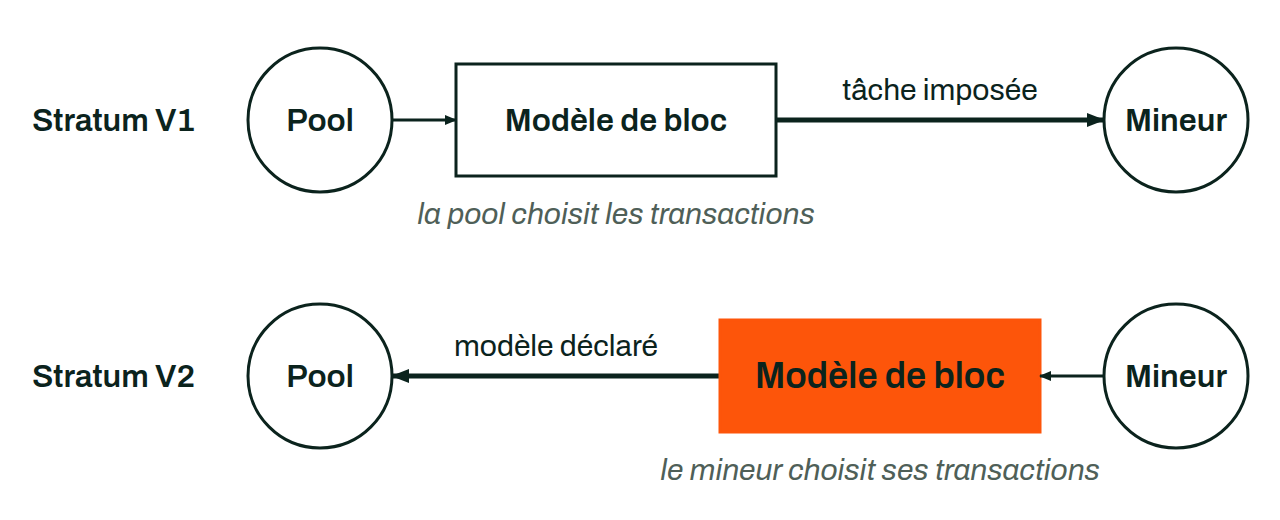 Stratum V1
Pool
Modèle de bloc
tâche imposée
Mineur
la pool choisit les transactions
Stratum V2
Pool
modèle déclaré
Modèle de bloc
Mineur
le mineur choisit ses transactions